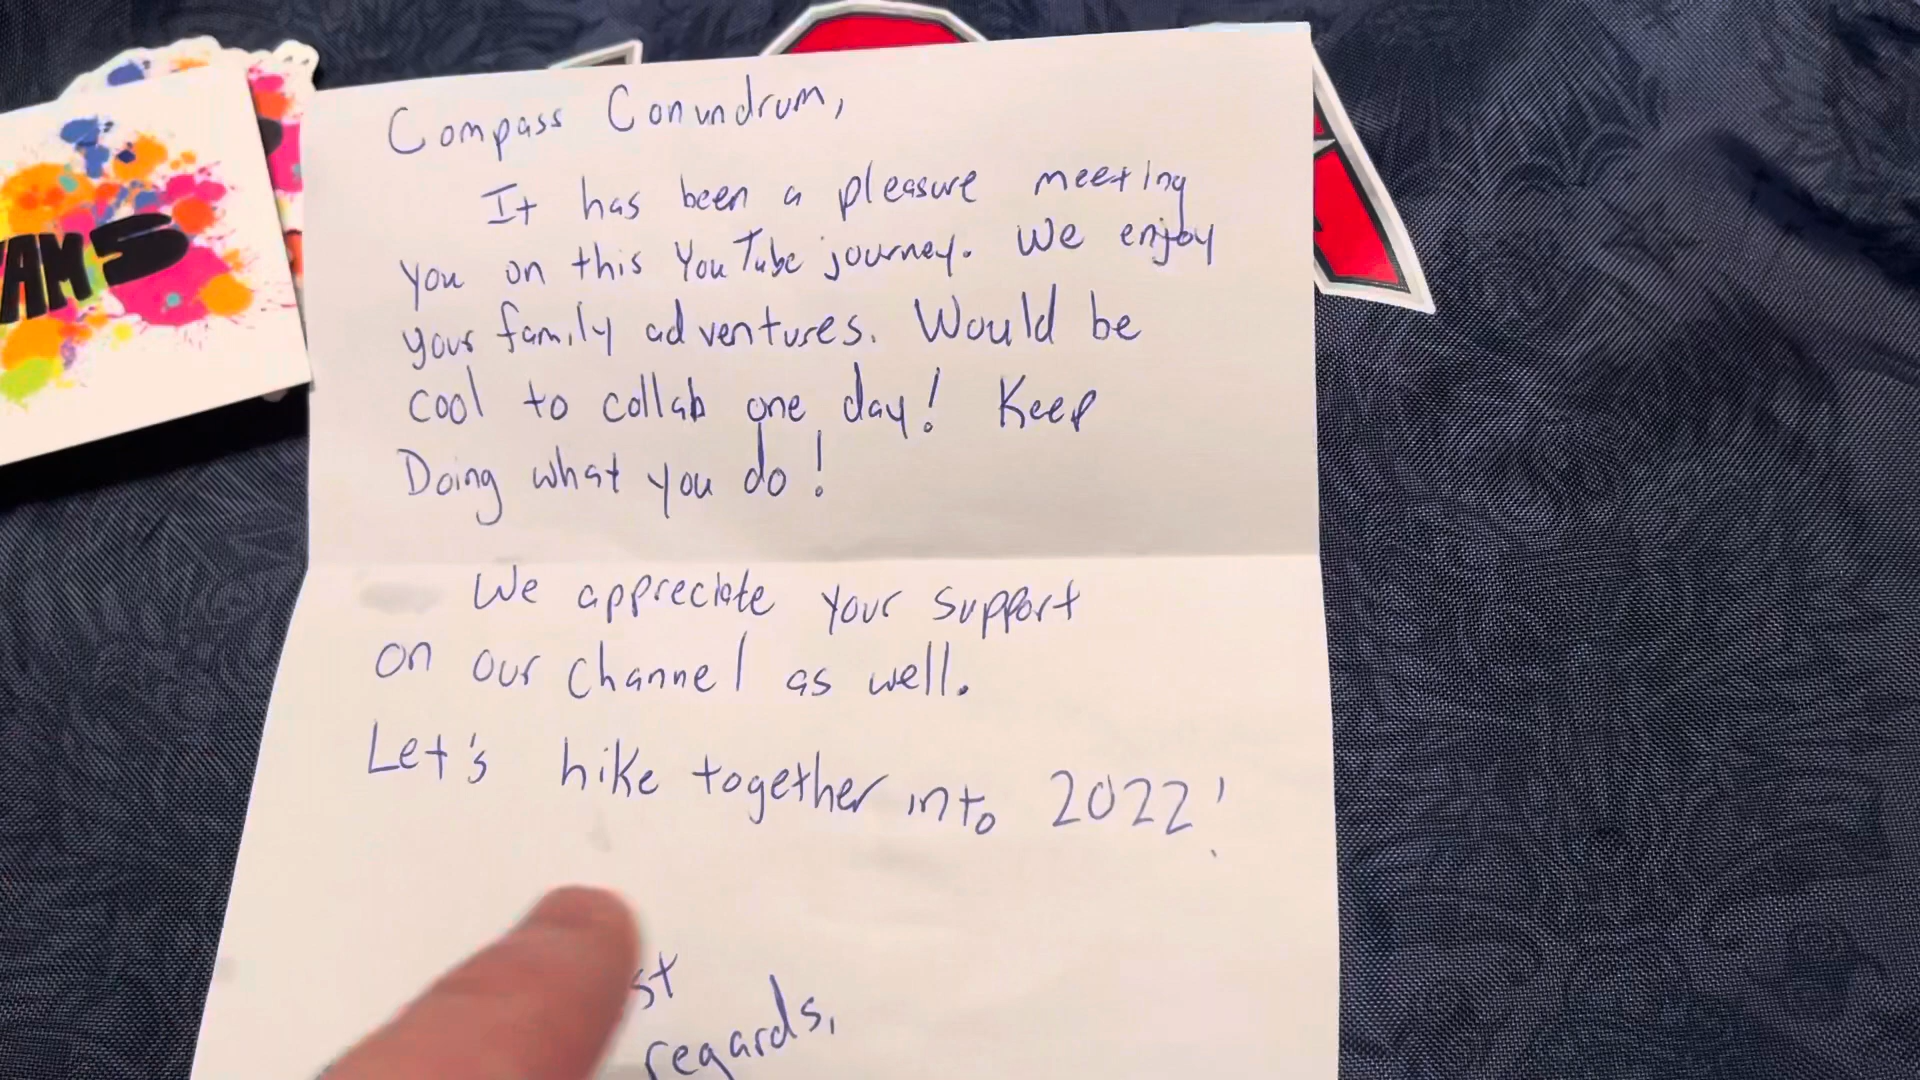 AMS
Compass Conundrum,
It has been a pleasure meeting
you on this YouTube journey. We enjoy
your family adventures. Would be
cool to collab one day! Keep
Doing what you do!
We appreciate your support
on our channel as well.
Let's hike together into 2022!
st
regards,